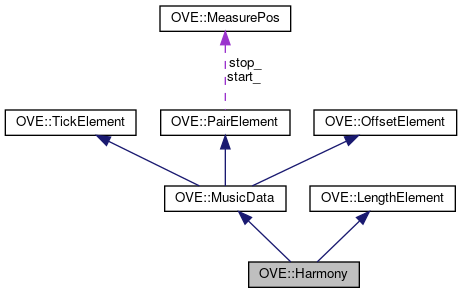 OVE::MeasurePos
stop_
start_
OVE::TickElement
OVE::PairElement
OVE::OffsetElement
OVE::MusicData
OVE::LengthElement
OVE::Harmony